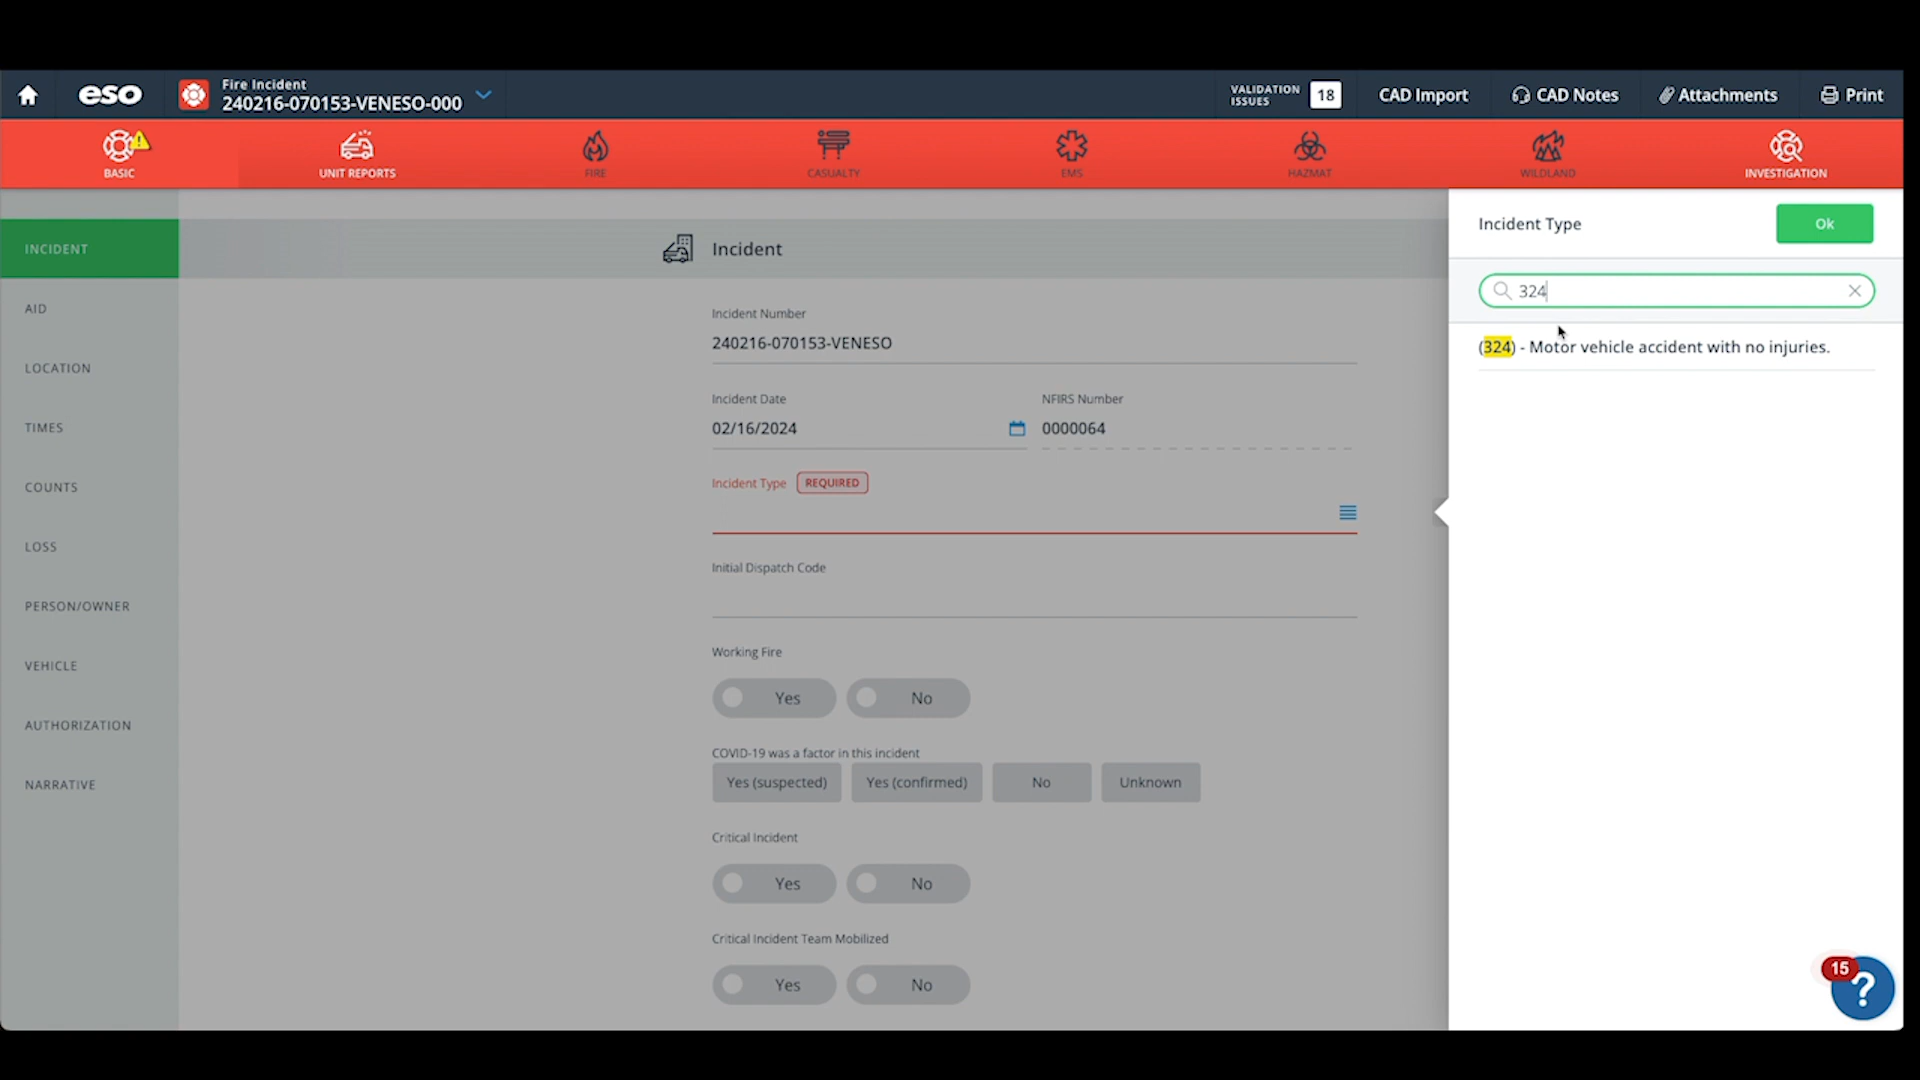 eso
Fire Incident
240216-070153-VENESO-000
VALIDATION
ISSUES
18
CAD Import
CAD Notes
Attachments
Print
BASIC
UNIT REPORTS
FIRE
CASUALTY
EMS
HAZMAT
WILDLAND
INVESTIGATION
INCIDENT
AID
LOCATION
TIMES
COUNTS
LOSS
PERSON/OWNER
VEHICLE
AUTHORIZATION
NARRATIVE
Incident
Incident Number
240216-070153-VENESO
Incident Date
NFIRS Number
02/16/2024
0000064
Incident Type REQUIRED
Initial Dispatch Code
Working Fire
Yes
No
COVID-19 was a factor in this incident
Yes (suspected)
Yes (confirmed)
No
Unknown
Critical Incident
Yes
No
Critical Incident Team Mobilized
Yes
No
Incident Type
Ok
324
(324) - Motor vehicle accident with no injuries.
15
?